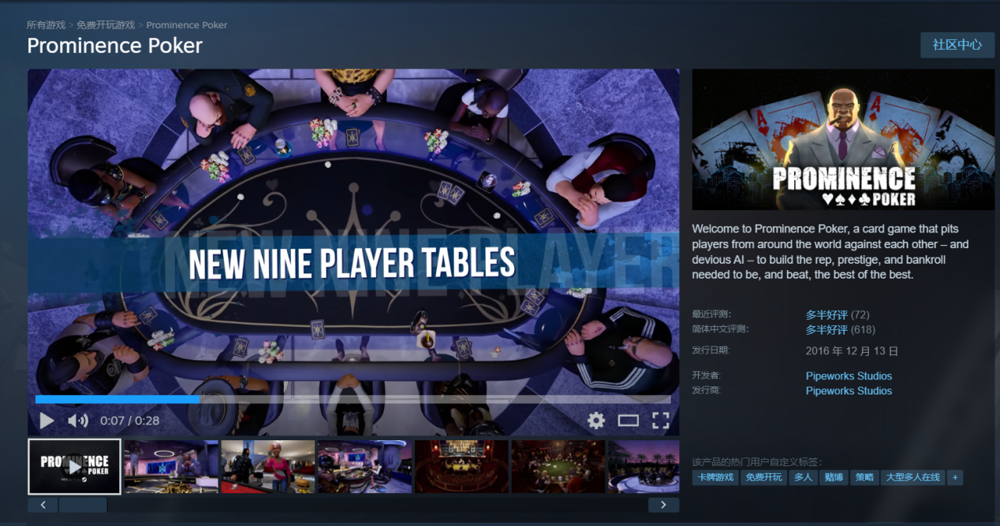 所有游戏 > 免费开玩游戏 > Prominence Poker
Prominence Poker
社区中心
NEW NINE PLAYER
NEW NINE PLAYER TABLES
0:07 / 0:28
PROMINENCE
POKER
PROMINENCE
POKER
Welcome to Prominence Poker, a card game that pits
players from around the world against each other – and
devious AI – to build the rep, prestige, and bankroll
needed to be, and beat, the best of the best.
最近评测: 多半好评 (72)
简体中文评测: 多半好评 (618)
发行日期: 2016 年 12 月 13 日
开发者: Pipeworks Studios
发行商: Pipeworks Studios
该产品的热门用户自定义标签:
卡牌游戏 免费开玩 多人 赌博 策略 大型多人在线 +